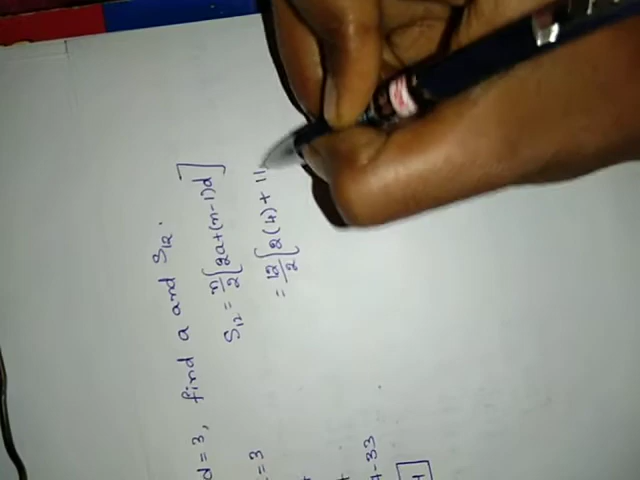 d = 3, find a and S₁₂.
S₁₂ = n/2 [2a+(n-1)d]
= 12/2 [2(4)+11
= 3
-33
4